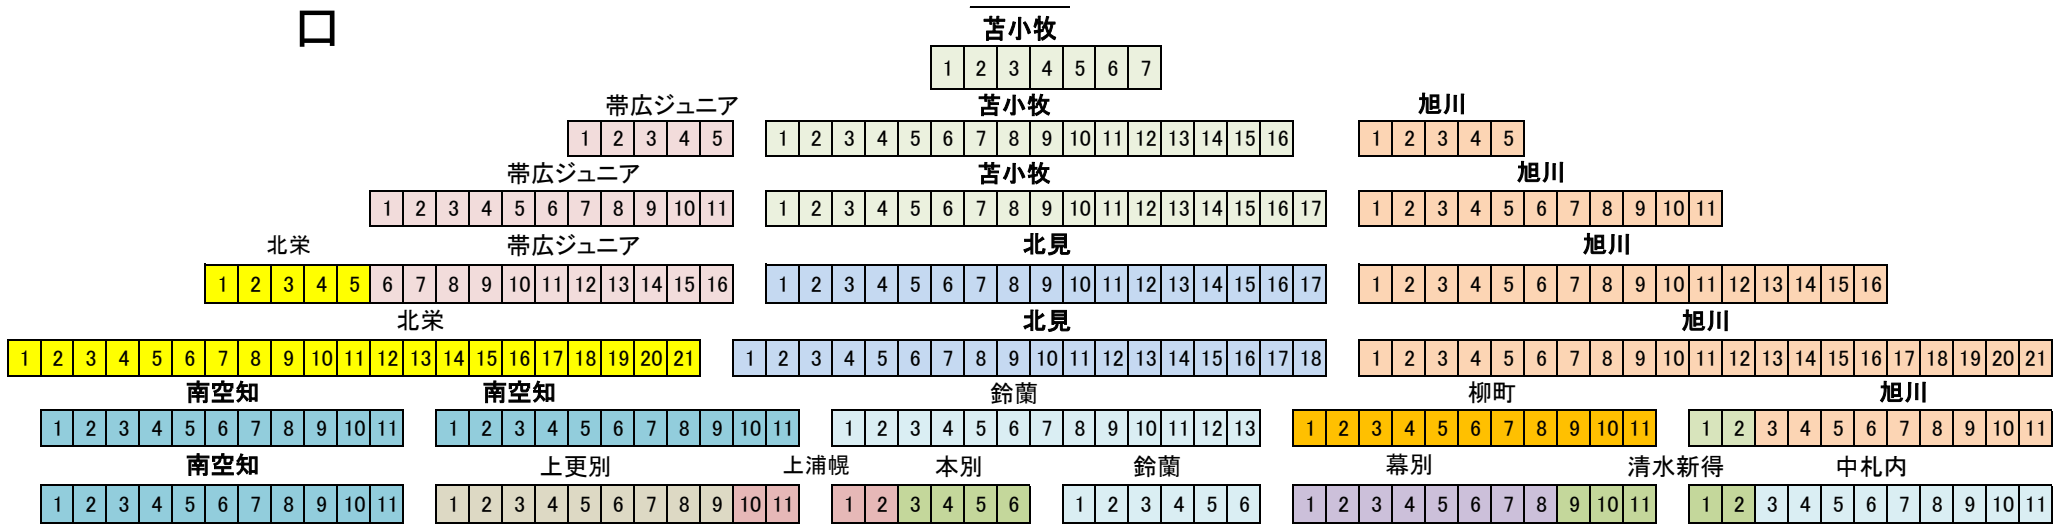 口
苫小牧
1 2 3 4 5 6 7
帯広ジュニア 苫小牧 旭川
1 2 3 4 5 1 2 3 4 5 6 7 8 9 10 11 12 13 14 15 16 1 2 3 4 5
帯広ジュニア 苫小牧 旭川
1 2 3 4 5 6 7 8 9 10 11 1 2 3 4 5 6 7 8 9 10 11 12 13 14 15 16 17 1 2 3 4 5 6 7 8 9 10 11
北栄 帯広ジュニア 北見 旭川
1 2 3 4 5 6 7 8 9 10 11 12 13 14 15 16 1 2 3 4 5 6 7 8 9 10 11 12 13 14 15 16 17 1 2 3 4 5 6 7 8 9 10 11 12 13 14 15 16
北栄 北見 旭川
1 2 3 4 5 6 7 8 9 10 11 12 13 14 15 16 17 18 19 20 21 1 2 3 4 5 6 7 8 9 10 11 12 13 14 15 16 17 18 1 2 3 4 5 6 7 8 9 10 11 12 13 14 15 16 17 18 19 20 21
南空知 南空知 鈴蘭 柳町 旭川
1 2 3 4 5 6 7 8 9 10 11 1 2 3 4 5 6 7 8 9 10 11 1 2 3 4 5 6 7 8 9 10 11 12 13 1 2 3 4 5 6 7 8 9 10 11 1 2 3 4 5 6 7 8 9 10 11
南空知 上更別 上浦幌 本別 鈴蘭 幕別 清水新得 中札内
1 2 3 4 5 6 7 8 9 10 11 1 2 3 4 5 6 7 8 9 10 11 1 2 3 4 5 6 1 2 3 4 5 6 1 2 3 4 5 6 7 8 9 10 11 1 2 3 4 5 6 7 8 9 10 11